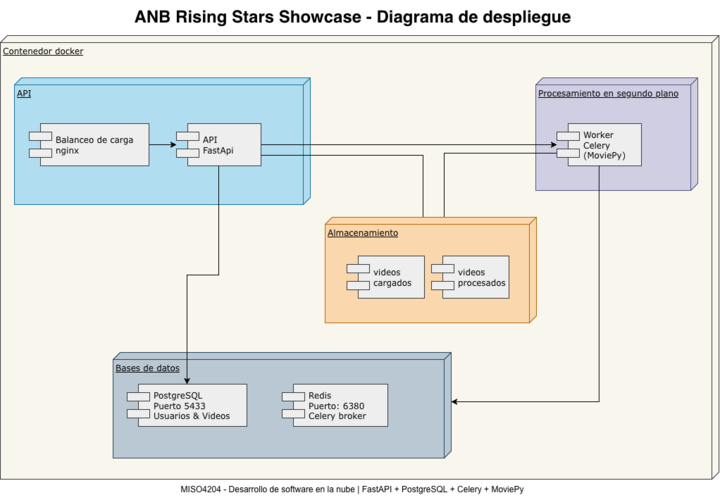 ANB Rising Stars Showcase - Diagrama de despliegue
Contenedor docker
API
Balanceo de carga
nginx
API
FastApi
Procesamiento en segundo plano
Worker
Celery
(MoviePy)
Almacenamiento
videos
cargados
videos
procesados
Bases de datos
PostgreSQL
Puerto 5433
Usuarios & Videos
Redis
Puerto: 6380
Celery broker
MISO4204 - Desarrollo de software en la nube | FastAPI + PostgreSQL + Celery + MoviePy